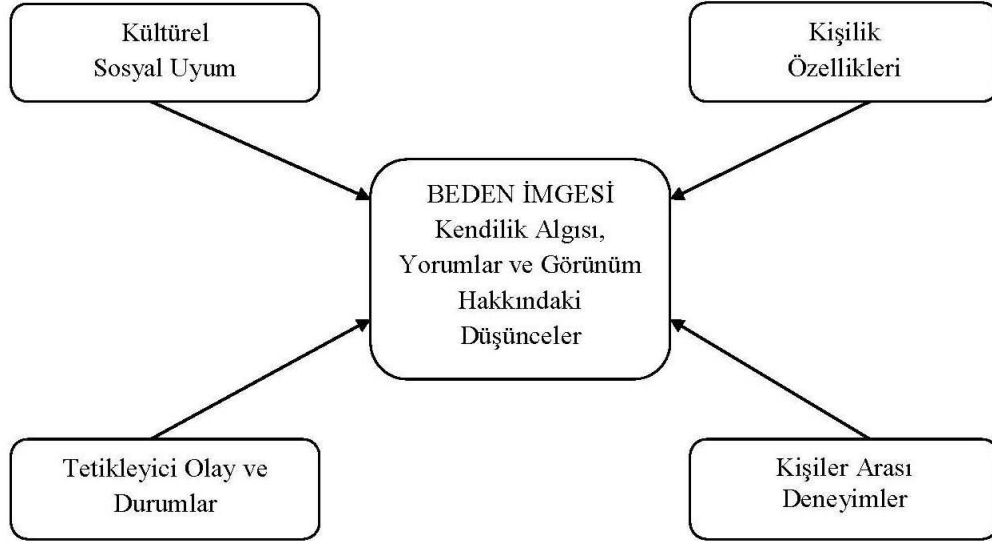 Kültürel
Sosyal Uyum
Kişilik
Özellikleri
BEDEN İMGESİ
Kendilik Algısı,
Yorumlar ve Görünüm
Hakkındaki
Düşünceler
Tetikleyici Olay ve
Durumlar
Kişiler Arası
Deneyimler